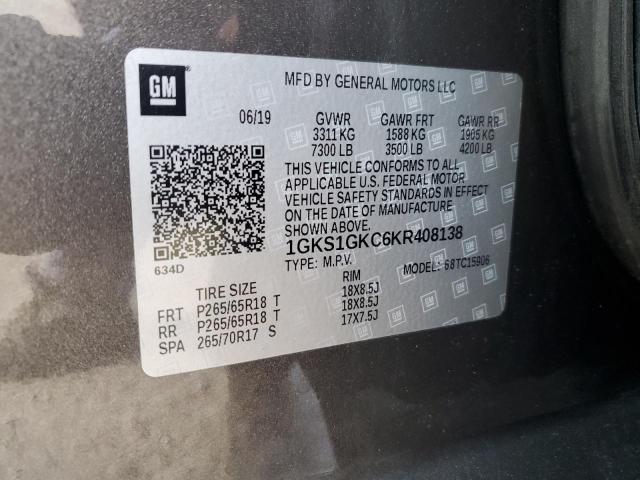 GM
MFD BY GENERAL MOTORS LLC
06/19 GVWR GAWR FRT GAWR RR
3311 KG 1588 KG 1905 KG
7300 LB 3500 LB 4200 LB
THIS VEHICLE CONFORMS TO ALL
APPLICABLE U.S. FEDERAL MOTOR
VEHICLE SAFETY STANDARDS IN EFFECT
ON THE DATE OF MANUFACTURE
SHOWN ABOVE.
1GKS1GKC6KR408138
634D
TYPE: M.P.V. MODEL: 68TC15906
TIRE SIZE RIM
FRT P265/65R18 T 18X8.5J
RR P265/65R18 T 18X8.5J
SPA 265/70R17 S 17X7.5J